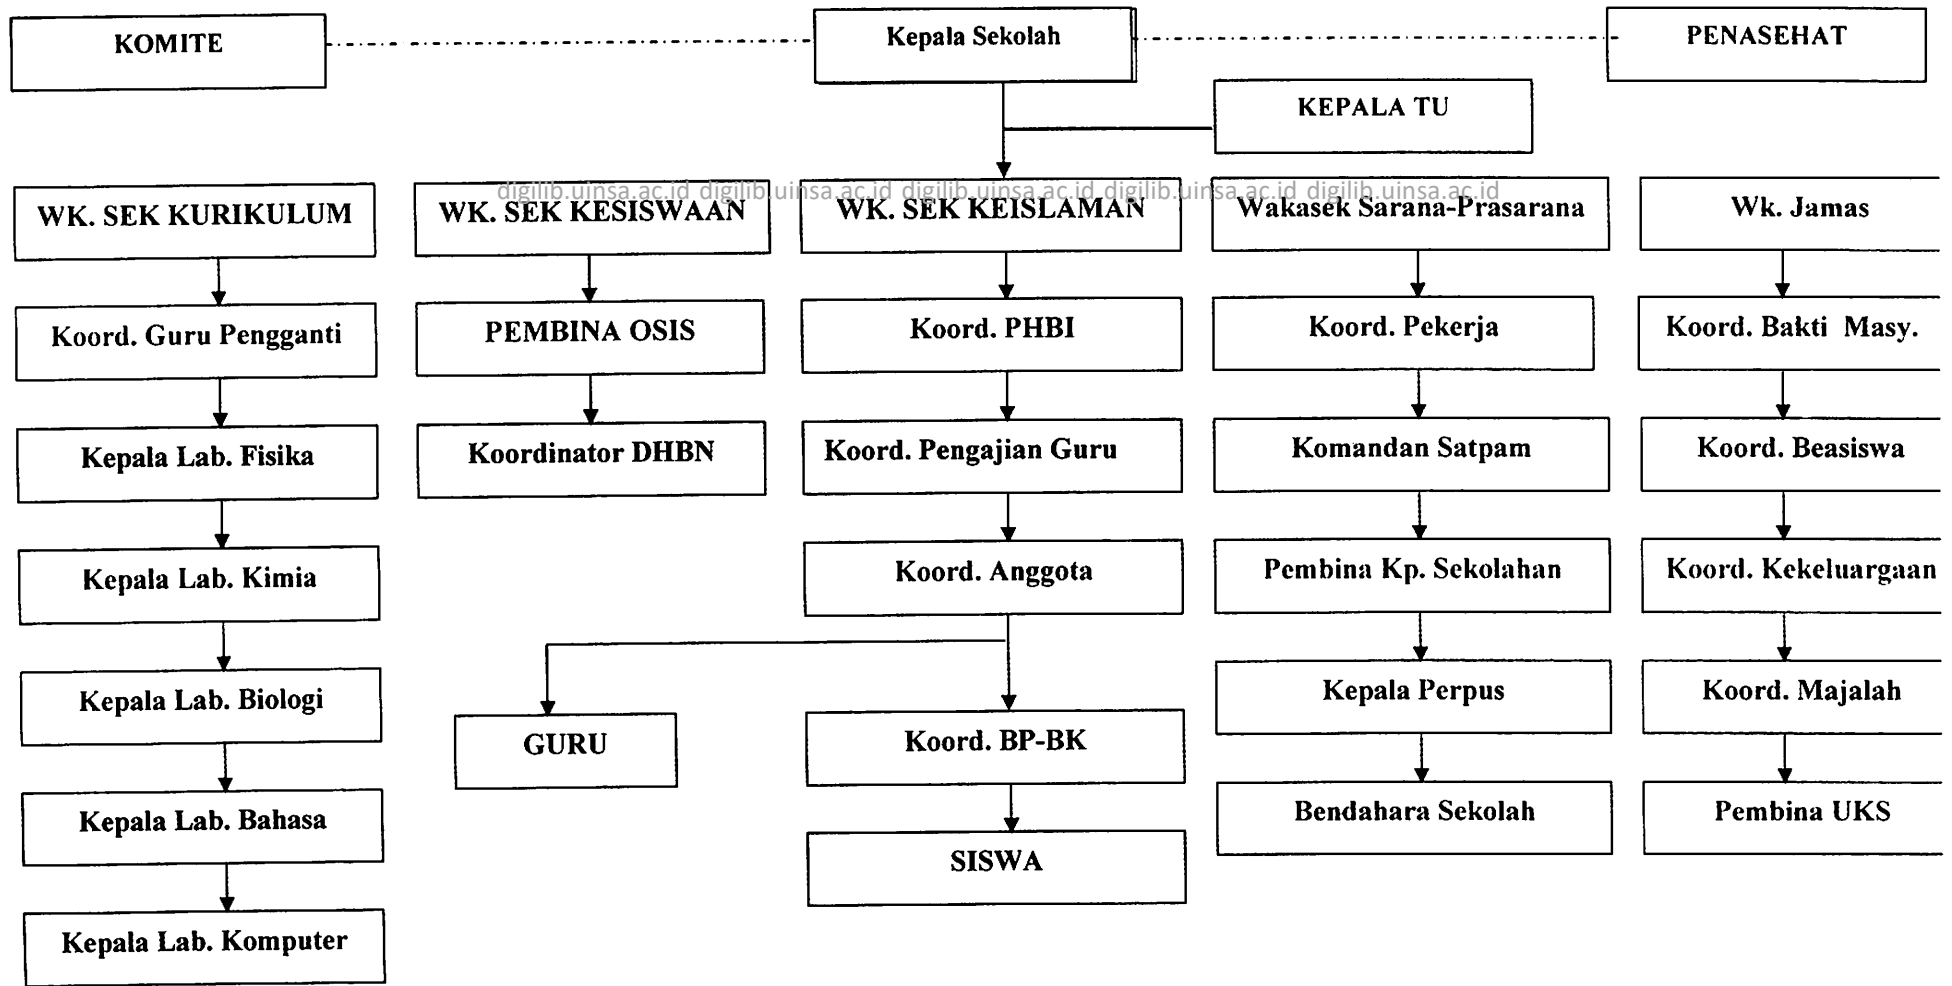 KOMITE
Kepala Sekolah
PENASEHAT
KEPALA TU
digilib.uinsa.ac.id digilib.uinsa.ac.id digilib.uinsa.ac.id digilib.uinsa.ac.id digilib.uinsa.ac.id
WK. SEK KURIKULUM
WK. SEK KESISWAAN
WK. SEK KEISLAMAN
Wakasek Sarana-Prasarana
Wk. Jamas
Koord. Guru Pengganti
PEMBINA OSIS
Koord. PHBI
Koord. Pekerja
Koord. Bakti Masy.
Kepala Lab. Fisika
Koordinator DHBN
Koord. Pengajian Guru
Komandan Satpam
Koord. Beasiswa
Kepala Lab. Kimia
Koord. Anggota
Pembina Kp. Sekolahan
Koord. Kekeluargaan
Kepala Lab. Biologi
GURU
Koord. BP-BK
Kepala Perpus
Koord. Majalah
Kepala Lab. Bahasa
SISWA
Bendahara Sekolah
Pembina UKS
Kepala Lab. Komputer